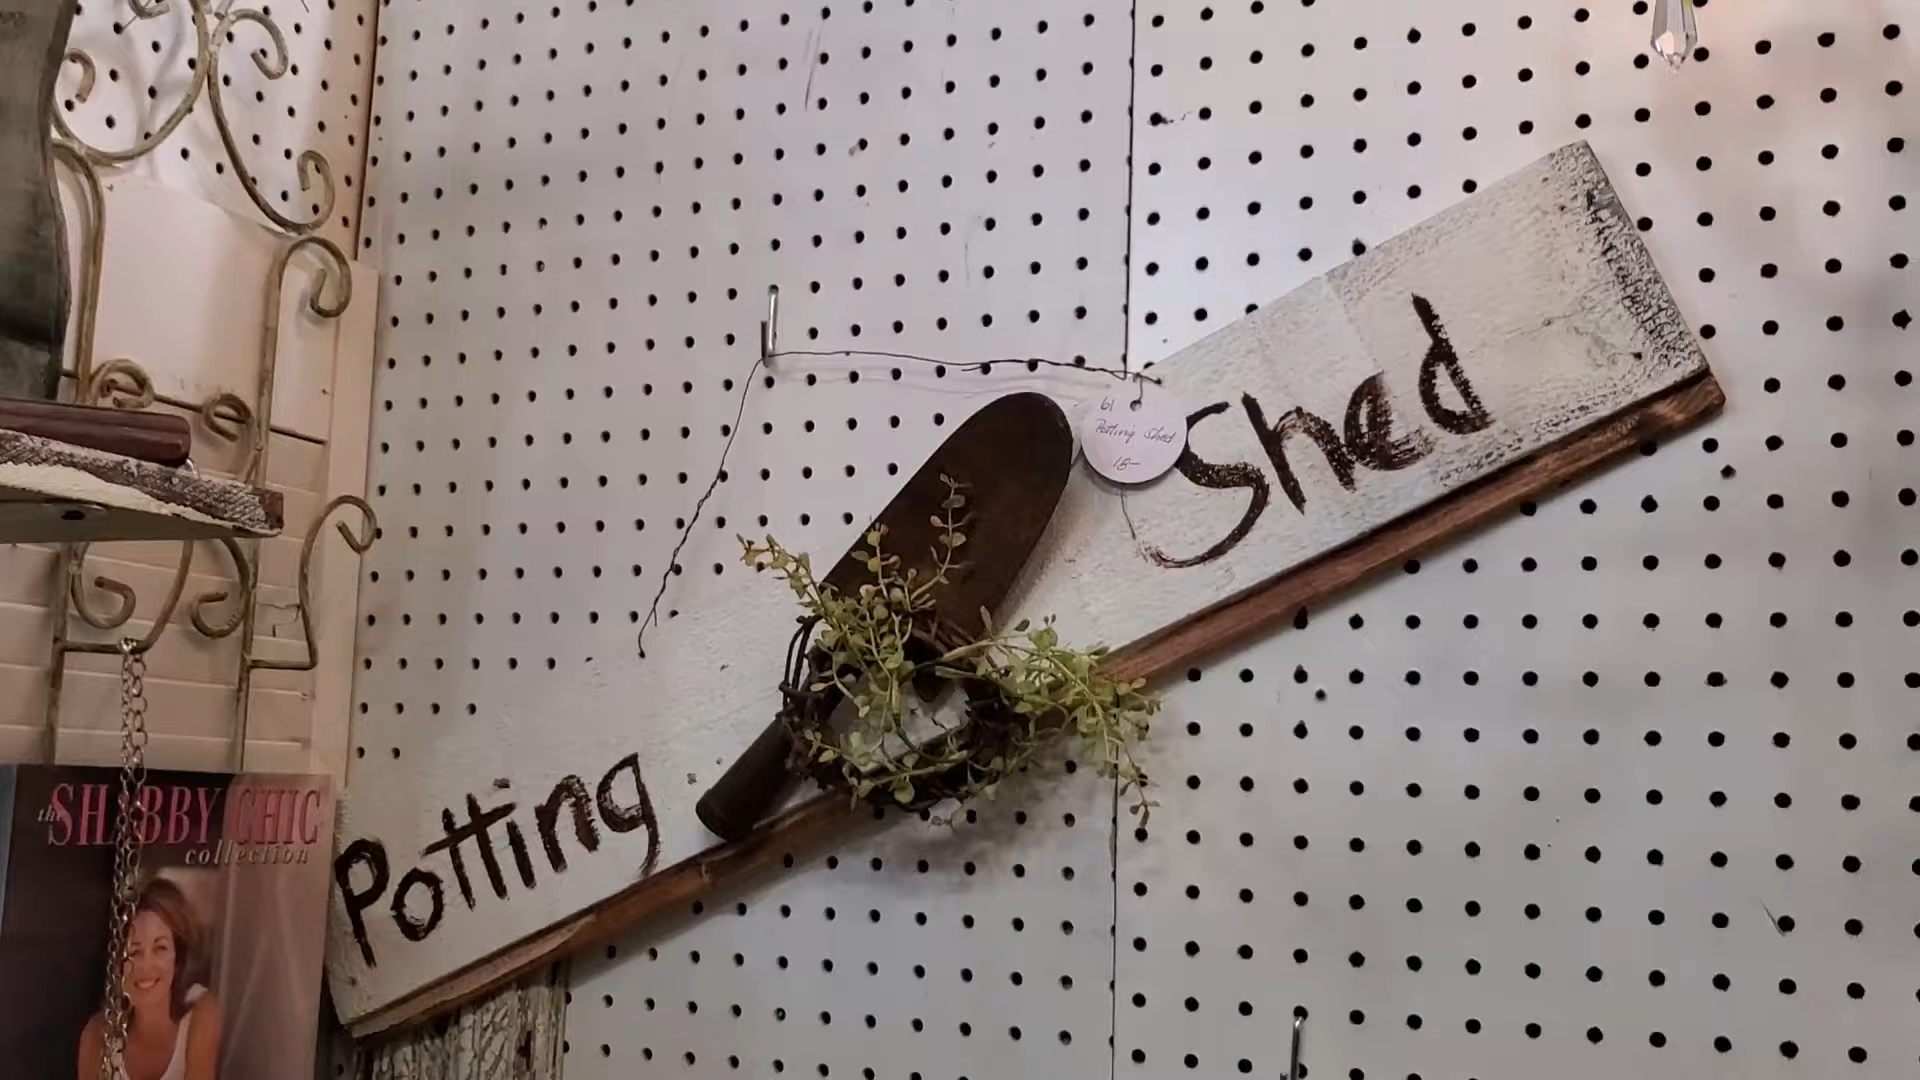 Potting Shed
61
Potting Shed
18—
the SHABBY CHIC
collection